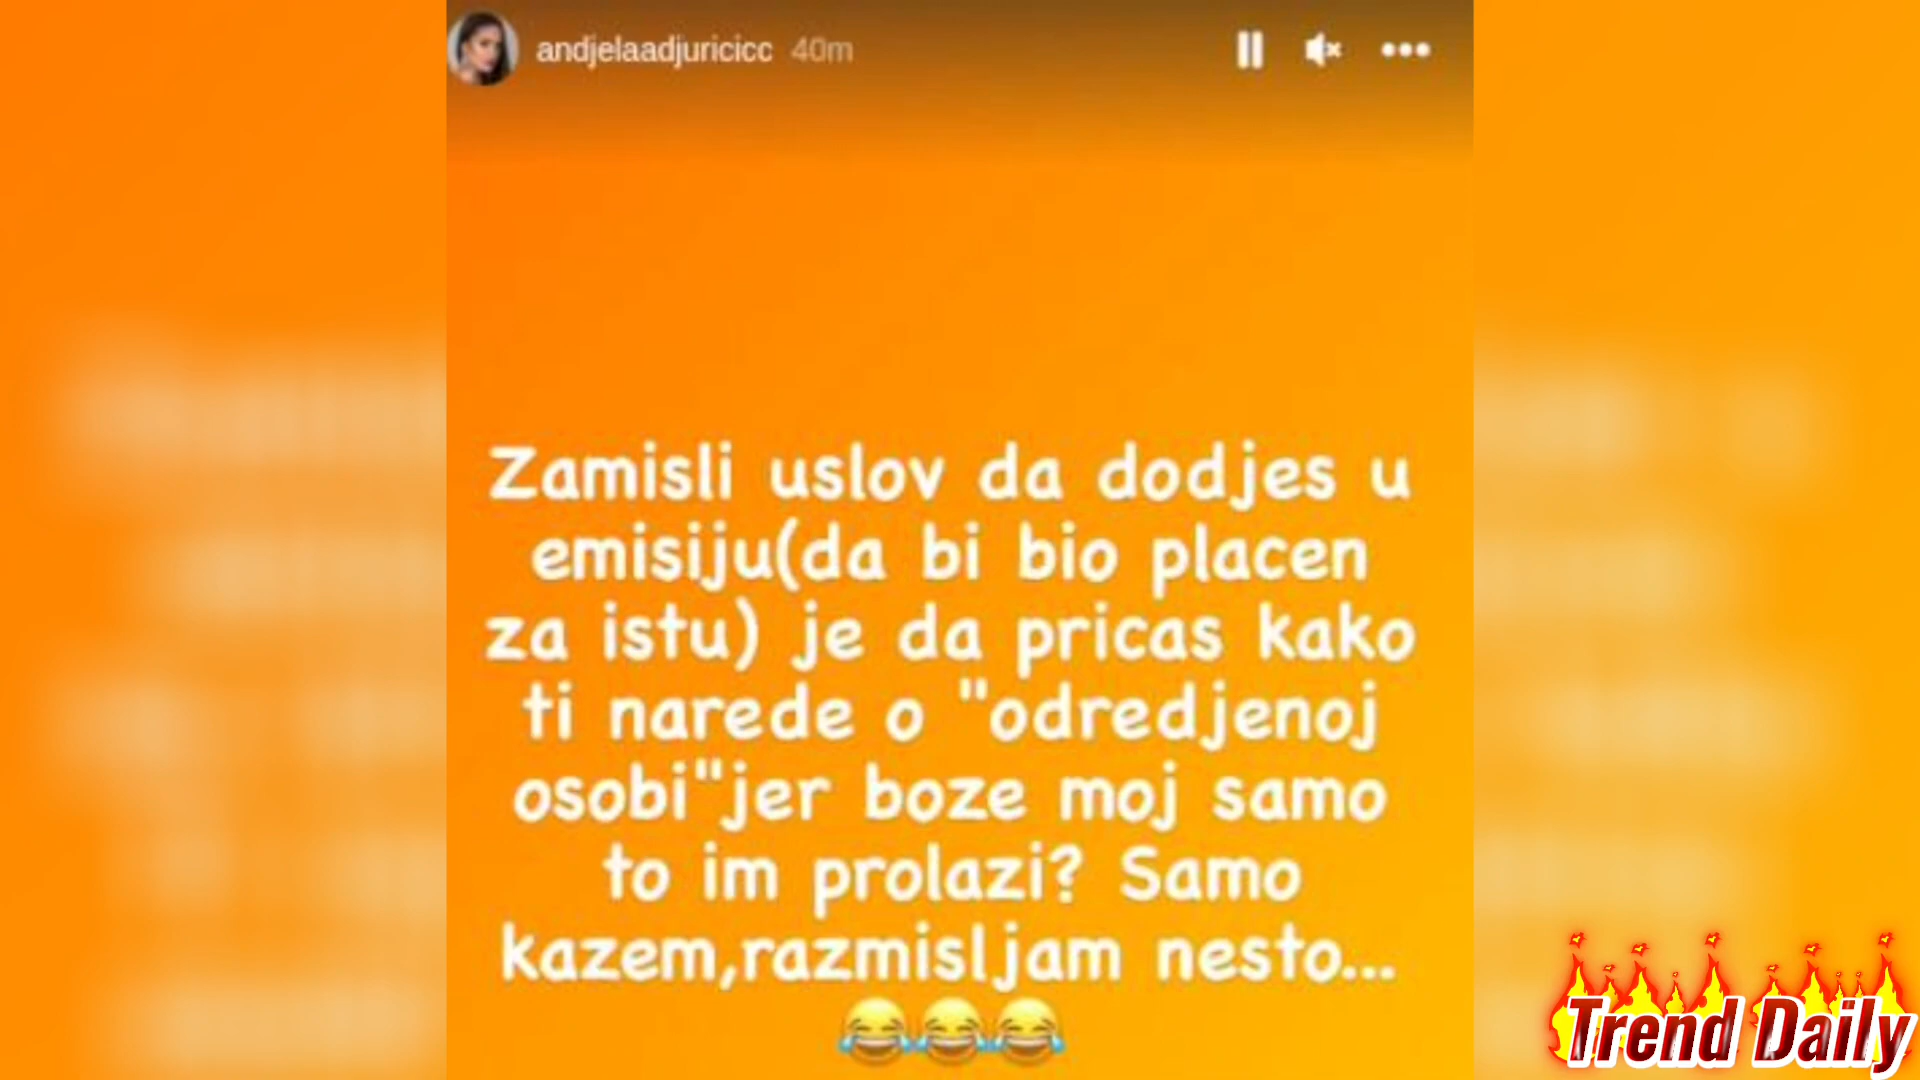 andjelaadjuricicc 40m
Zamisli uslov da dodjes u
emisiju(da bi bio placen
za istu) je da pricas kako
ti narede o "odredjenoj
osobi"jer boze moj samo
to im prolazi? Samo
kazem,razmisljam nesto...
😂😂😂
Trend Daily